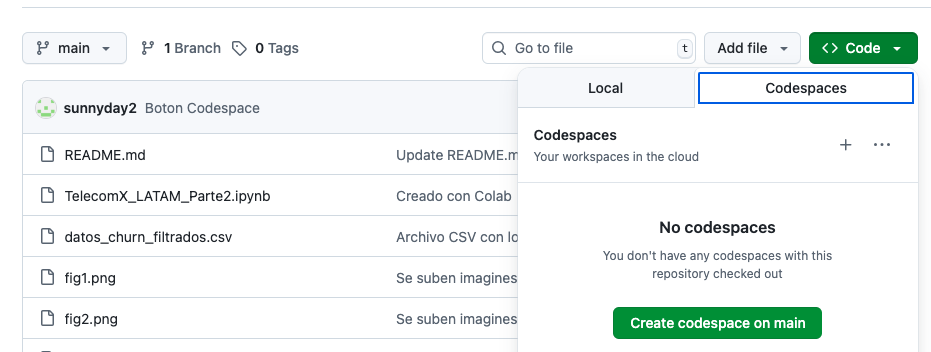 main 1 Branch 0 Tags Go to file t Add file Code
Local Codespaces
sunnyday2 Boton Codespace
Codespaces
Your workspaces in the cloud
README.md Update README.m
TelecomX_LATAM_Parte2.ipynb Creado con Colab
No codespaces
datos_churn_filtrados.csv Archivo CSV con lo
You don't have any codespaces with this
repository checked out
fig1.png Se suben imagines
fig2.png Se suben imagines
Create codespace on main